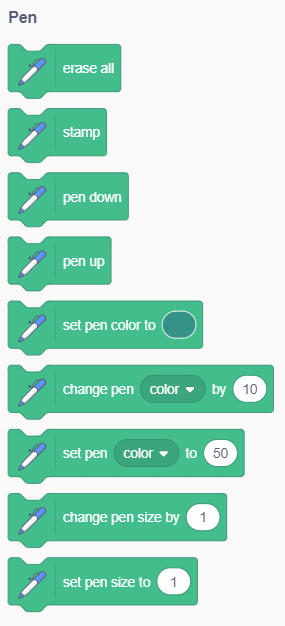 Pen
erase all
stamp
pen down
pen up
set pen color to
change pen color by 10
set pen color to 50
change pen size by 1
set pen size to 1